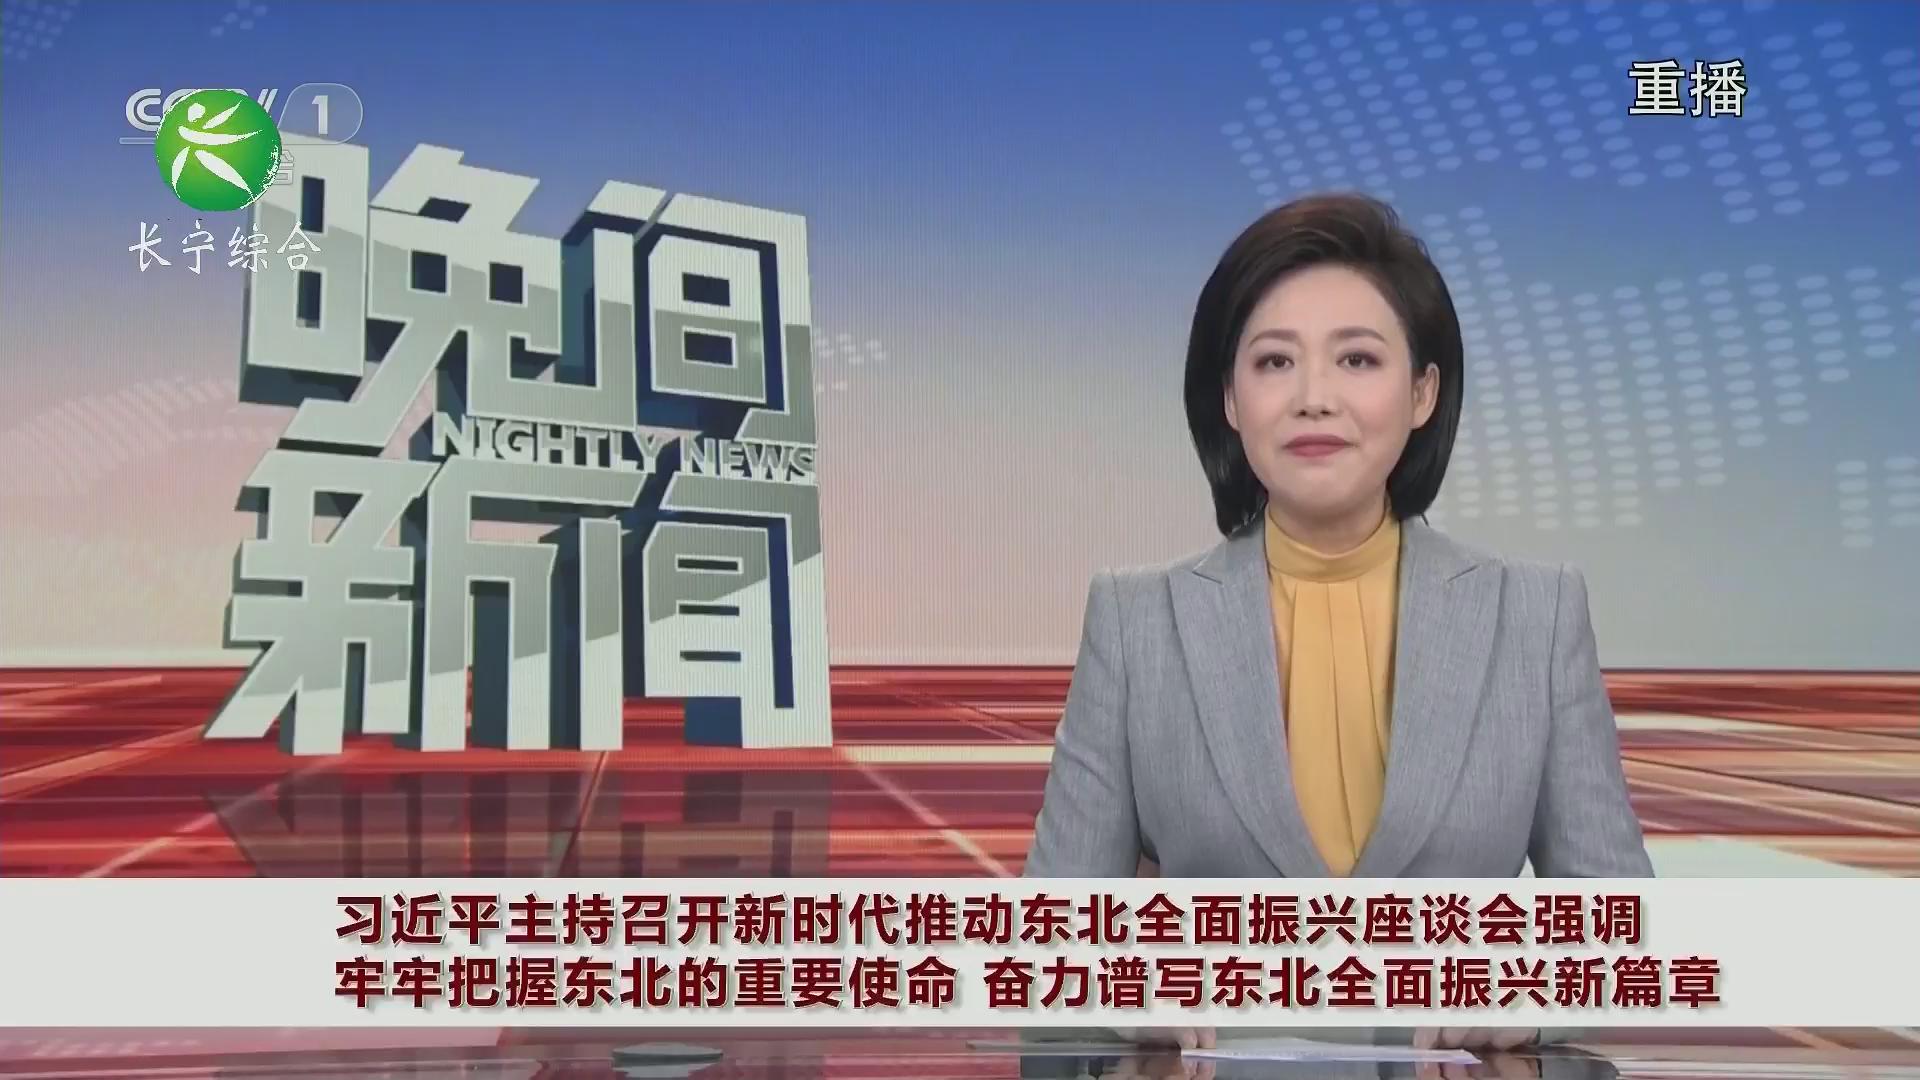 CCTV 1
长宁综合
重播
晚间
NIGHTLY NEWS
新闻
习近平主持召开新时代推动东北全面振兴座谈会强调
牢牢把握东北的重要使命 奋力谱写东北全面振兴新篇章